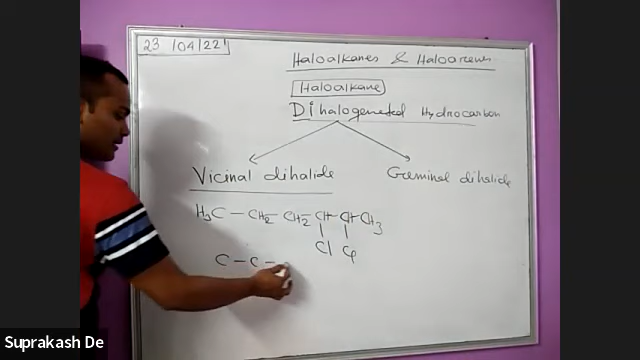 23/04/22
Haloalkanes & Haloarenes
Haloalkane
Dihalogenated Hydrocarbon
Vicinal dihalide
Geminal dihalide
H3C — CH2— CH2— CH—CH—CH3
Cl Cl
C — C —
Suprakash De